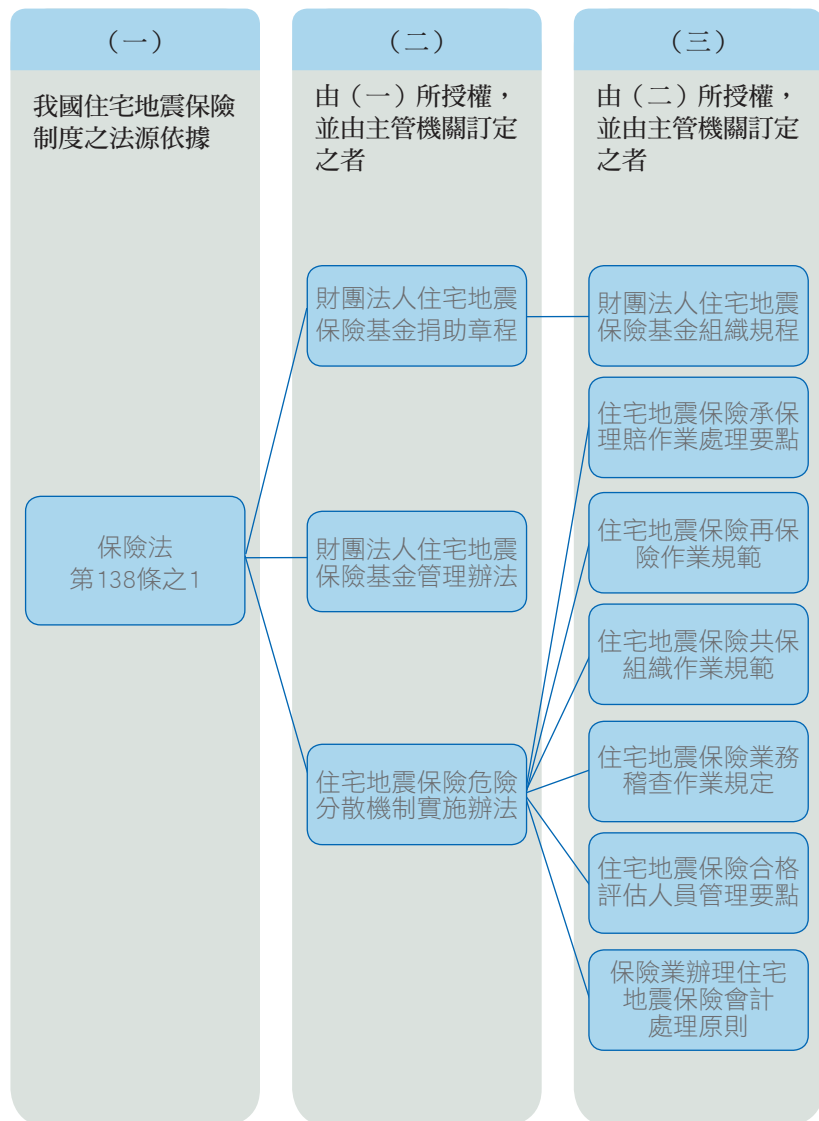 (一)
我國住宅地震保險
制度之法源依據
保險法
第138條之1
(二)
由(一)所授權，
並由主管機關訂定
之者
財團法人住宅地震
保險基金捐助章程
財團法人住宅地震
保險基金管理辦法
住宅地震保險危險
分散機制實施辦法
(三)
由(二)所授權，
並由主管機關訂定
之者
財團法人住宅地震
保險基金組織規程
住宅地震保險承保
理賠作業處理要點
住宅地震保險再保
險作業規範
住宅地震保險共保
組織作業規範
住宅地震保險業務
稽查作業規定
住宅地震保險合格
評估人員管理要點
保險業辦理住宅
地震保險會計
處理原則